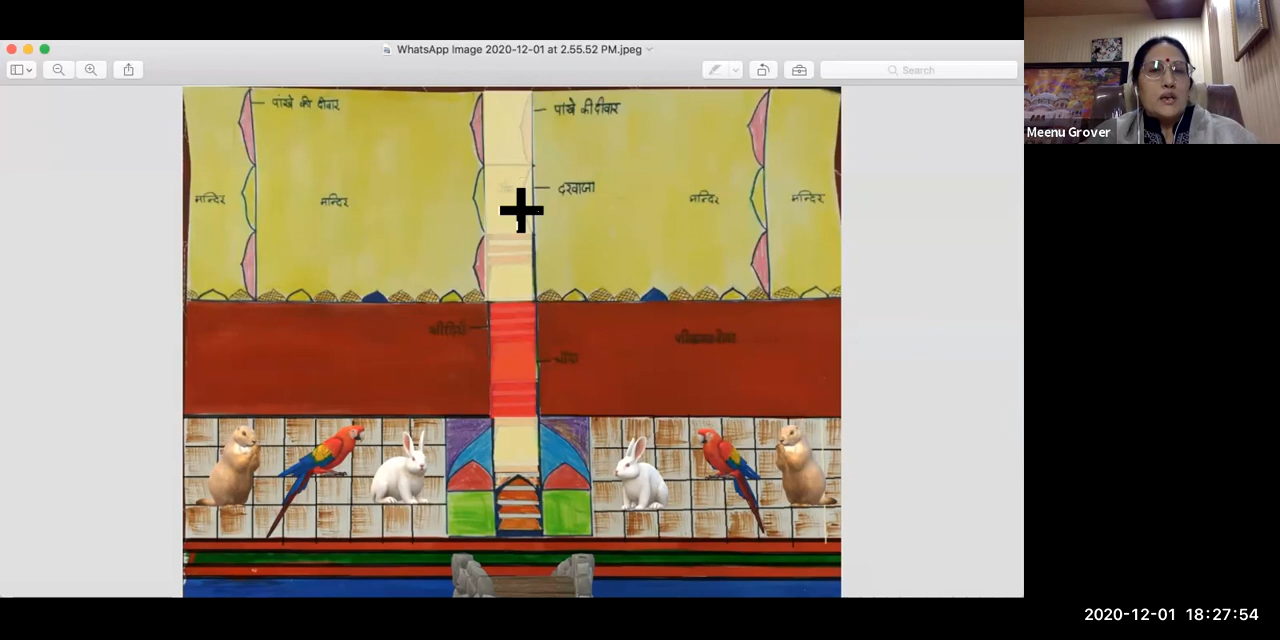 WhatsApp Image 2020-12-01 at 2.55.52 PM.jpeg
Search
Meenu Grover
पांखे की दीवार
पांखे की दीवार
दरवाजा
मन्दिर
मन्दिर
मन्दिर
मन्दिर
2020-12-01 18:27:54